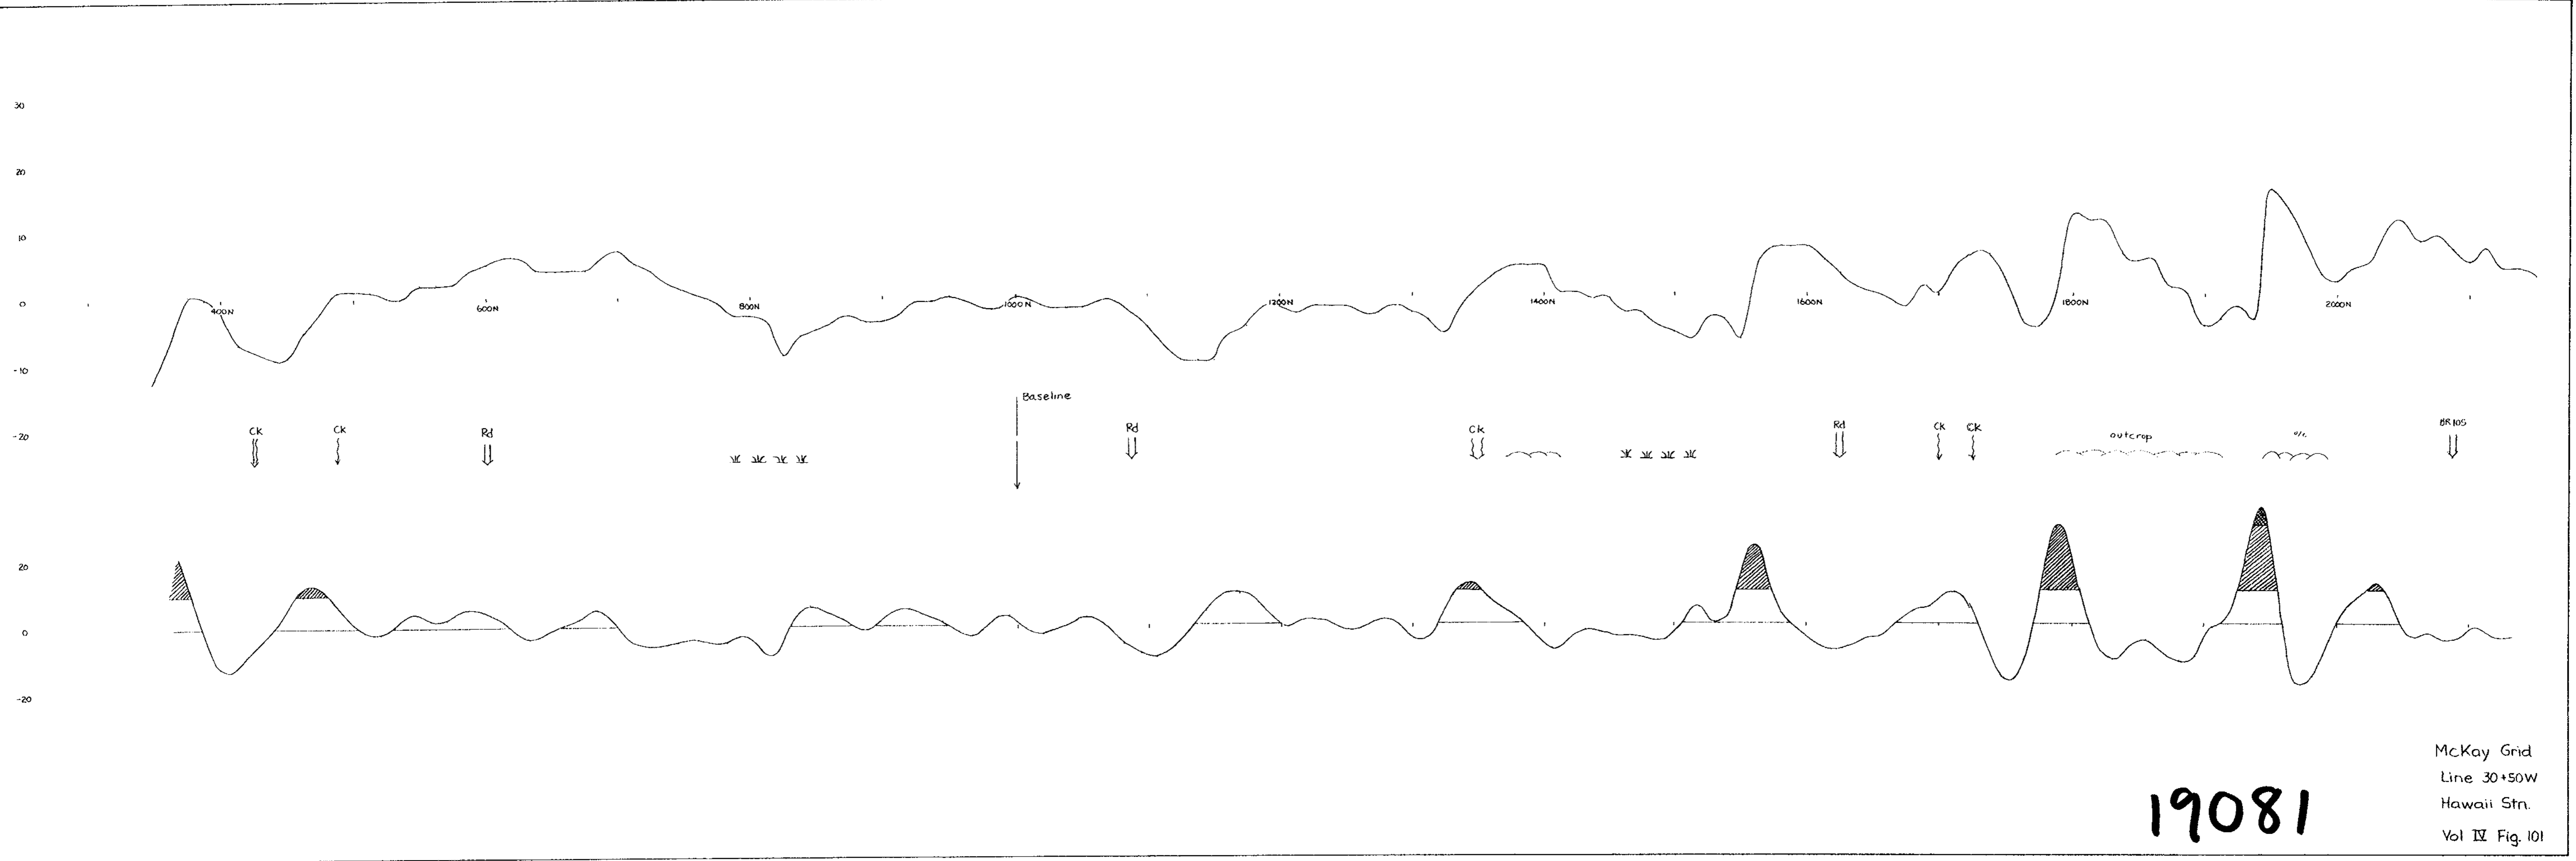 30
20
10
0
400N
600N
800N
1000N
1200N
1400N
1600N
1800N
2000N
-10
Baseline
-20
Ck
Ck
Rd
Rd
Ck
Rd
Ck
Ck
outcrop
o/c
BR105
20
0
-20
McKay Grid
Line 30+50W
Hawaii Stn.
Vol IV Fig. 101
19081